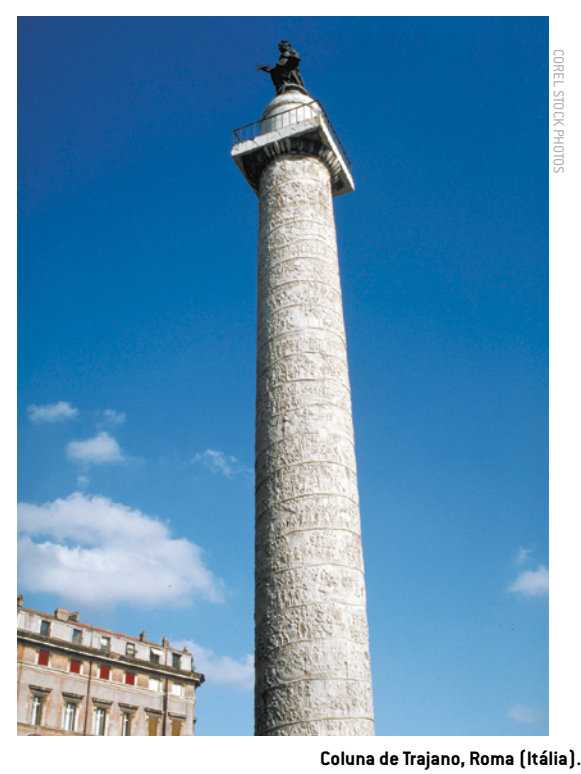 COREL STOCK PHOTOS
Coluna de Trajano, Roma (Itália).